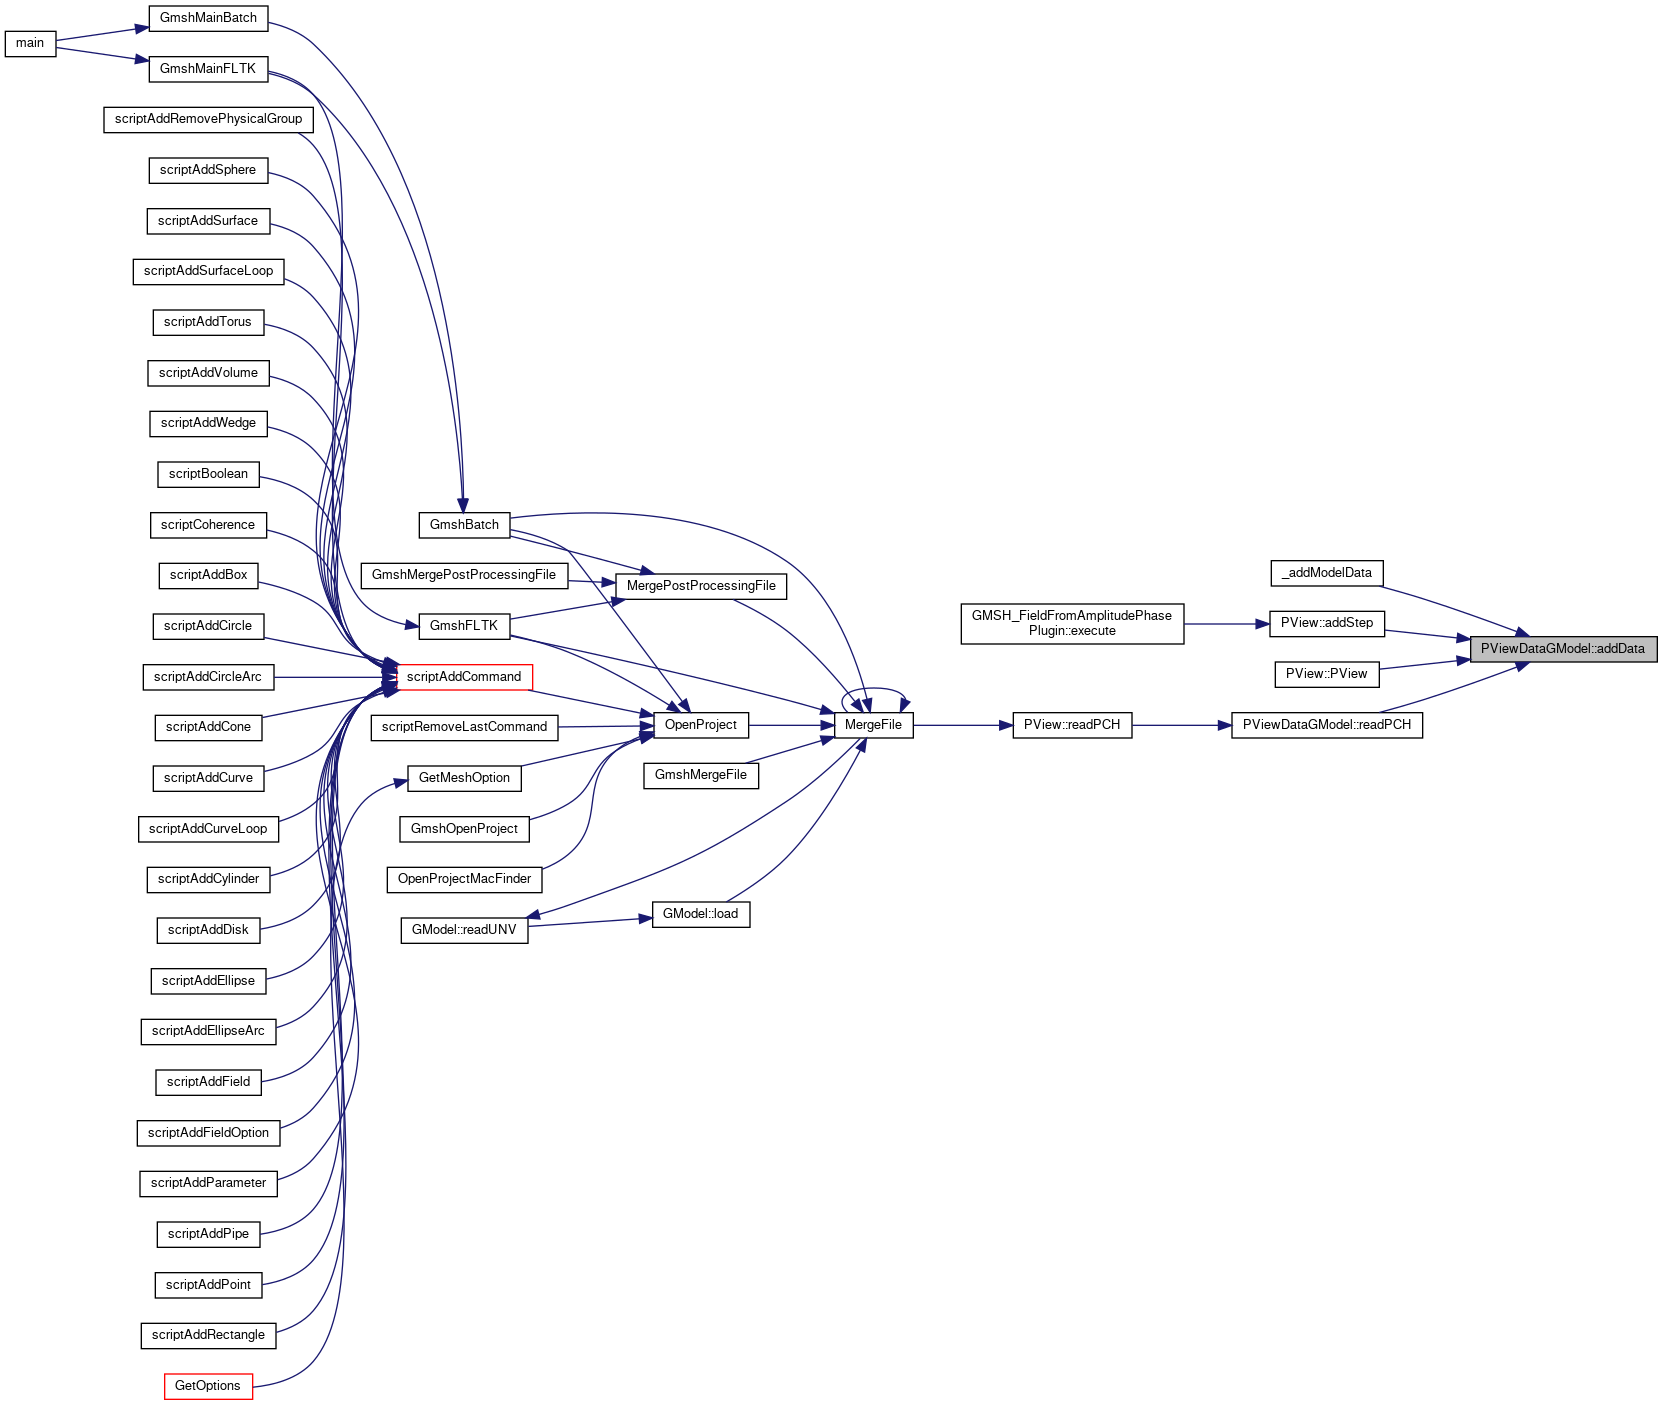 GmshMainBatch
main
GmshMainFLTK
scriptAddRemovePhysicalGroup
scriptAddSphere
scriptAddSurface
scriptAddSurfaceLoop
scriptAddTorus
scriptAddVolume
scriptAddWedge
scriptBoolean
scriptCoherence
scriptAddBox
scriptAddCircle
scriptAddCircleArc
scriptAddCone
scriptAddCurve
scriptAddCurveLoop
scriptAddCylinder
scriptAddDisk
scriptAddEllipse
scriptAddEllipseArc
scriptAddField
scriptAddFieldOption
scriptAddParameter
scriptAddPipe
scriptAddPoint
scriptAddRectangle
GetOptions
GmshBatch
GmshMergePostProcessingFile
GmshFLTK
scriptAddCommand
scriptRemoveLastCommand
GetMeshOption
GmshOpenProject
OpenProjectMacFinder
GModel::readUNV
MergePostProcessingFile
OpenProject
GmshMergeFile
GModel::load
MergeFile
GMSH_FieldFromAmplitudePhase
Plugin::execute
PView::readPCH
_addModelData
PView::addStep
PView::PView
PViewDataGModel::readPCH
PViewDataGModel::addData